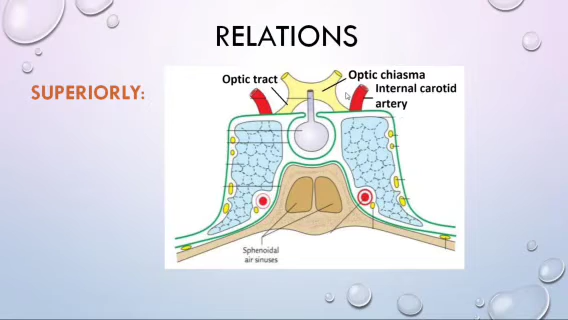 RELATIONS
SUPERIORLY:
Optic tract
Optic chiasma
Internal carotid
artery
Sphenoidal
air sinuses